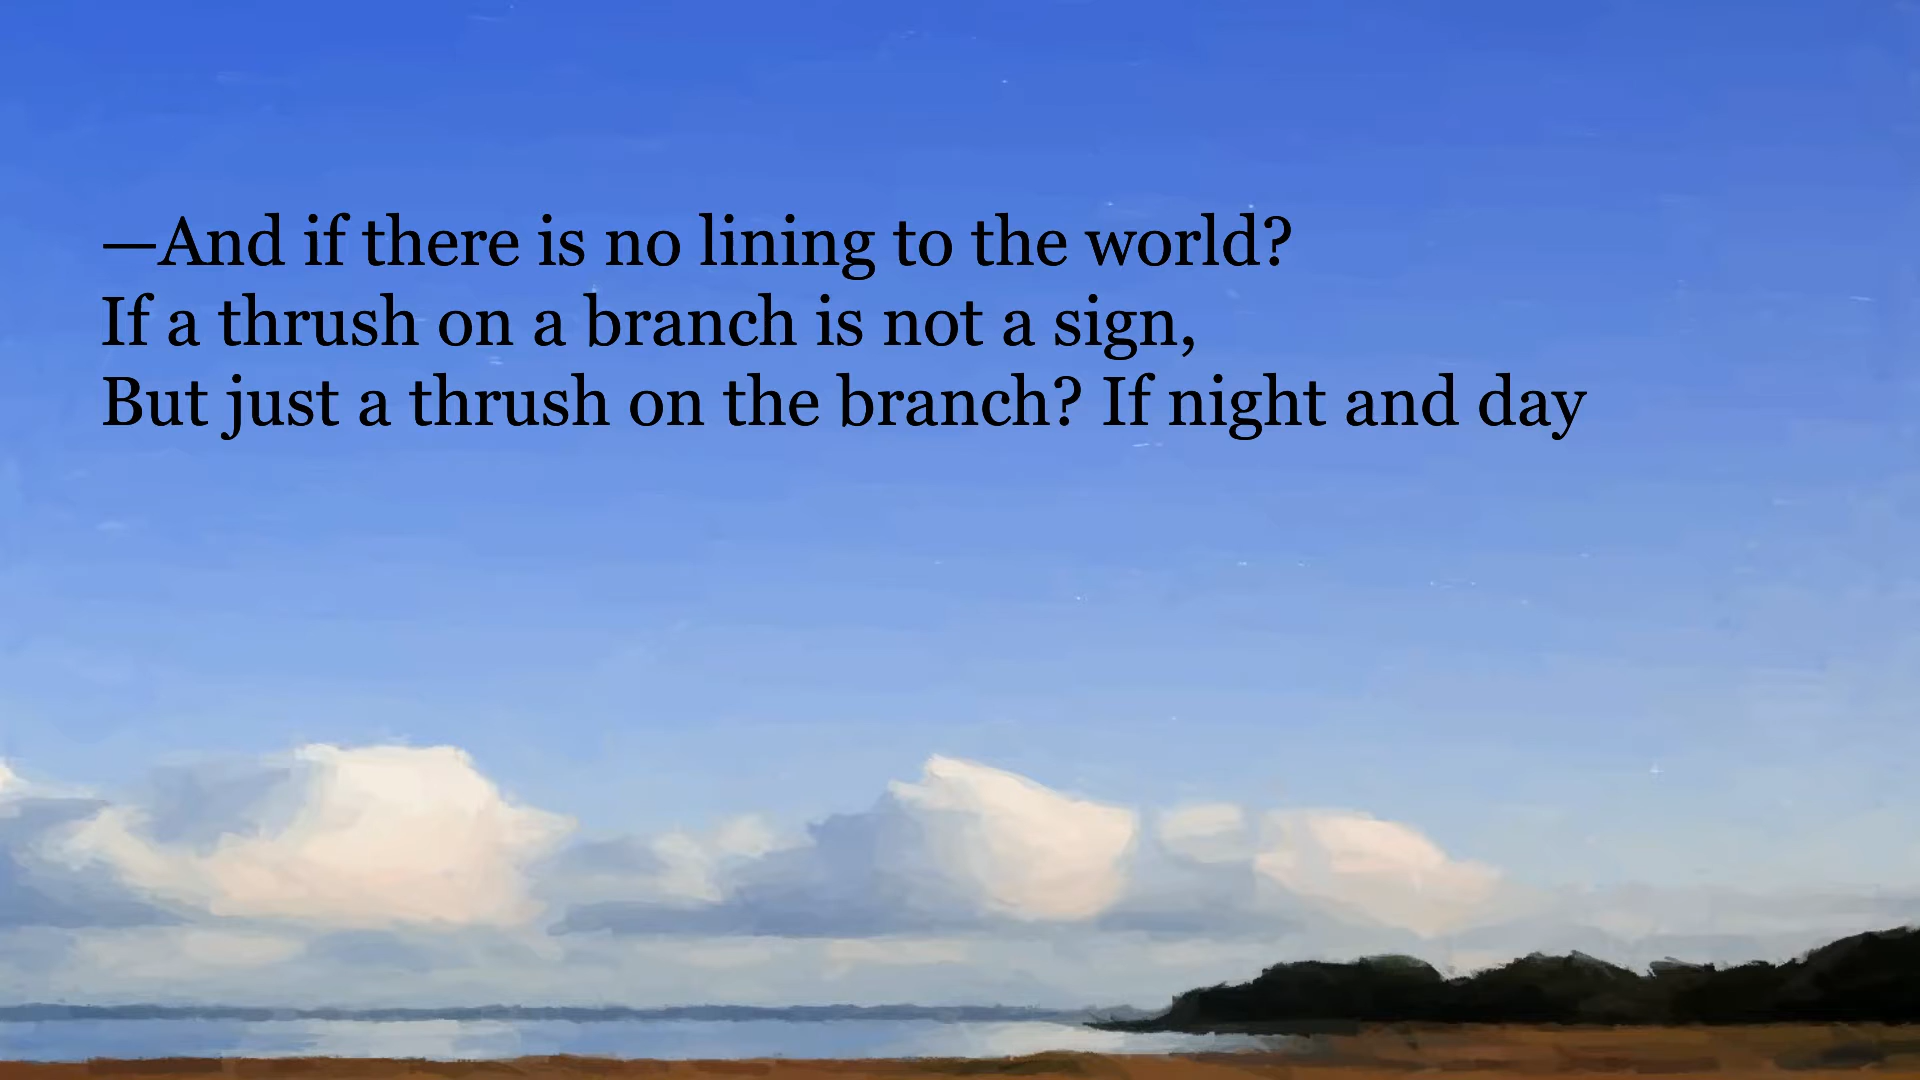 —And if there is no lining to the world?
If a thrush on a branch is not a sign,
But just a thrush on the branch? If night and day